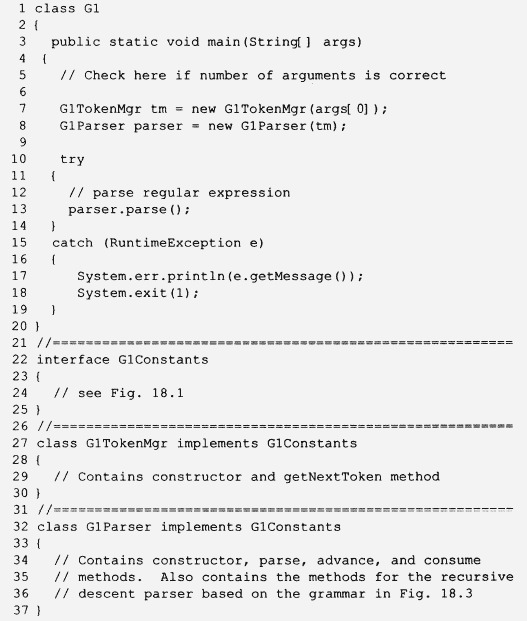 1 class G1
2 {
3 public static void main(String[] args)
4 {
5 // Check here if number of arguments is correct
6
7 G1TokenMgr tm = new G1TokenMgr(args[0]);
8 G1Parser parser = new G1Parser(tm);
9
10 try
11 {
12 // parse regular expression
13 parser.parse();
14 }
15 catch (RuntimeException e)
16 {
17 System.err.println(e.getMessage());
18 System.exit(1);
19 }
20 }
21 //======================================================
22 interface G1Constants
23 {
24 // see Fig. 18.1
25 }
26 //======================================================
27 class G1TokenMgr implements G1Constants
28 {
29 // Contains constructor and getNextToken method
30 }
31 //======================================================
32 class G1Parser implements G1Constants
33 {
34 // Contains constructor, parse, advance, and consume
35 // methods. Also contains the methods for the recursive
36 // descent parser based on the grammar in Fig. 18.3
37 }